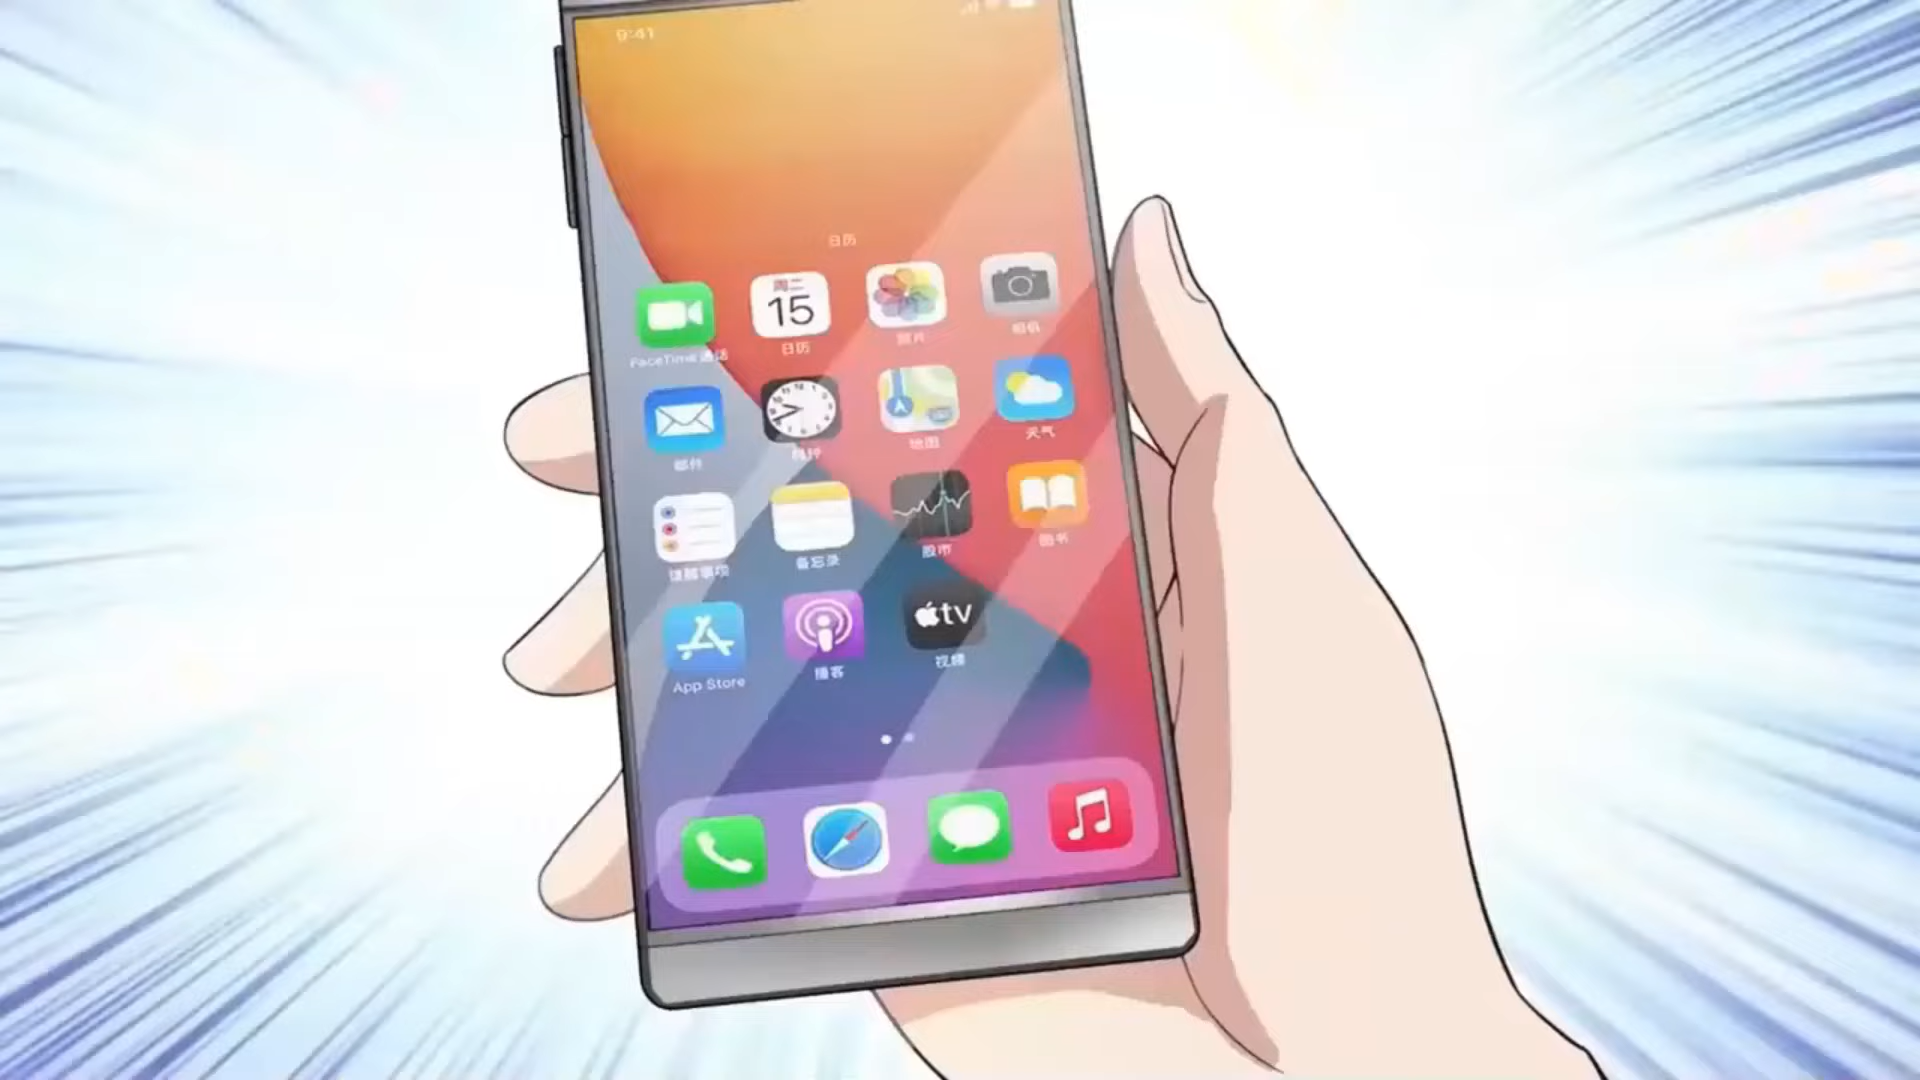 9:41
日历
周二
15
FaceTime 通话
日历
照片
相机
邮件
时钟
地图
天气
提醒事项
备忘录
股市
图书
tv
App Store
播客
视频